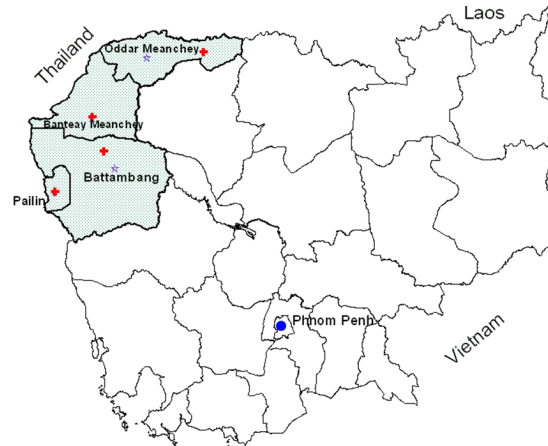 Laos
Thailand
Oddar Meanchey
Banteay Meanchey
Battambang
Pailin
Phnom Penh
Vietnam